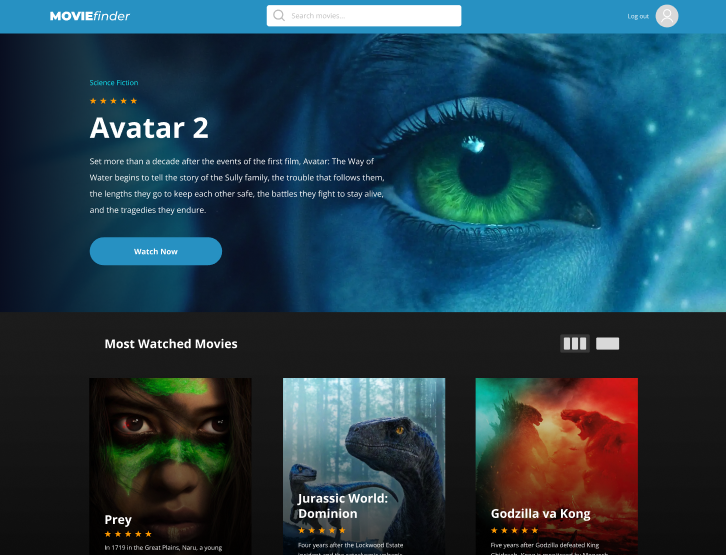 MOVIEfinder
Search movies...
Log out
Science Fiction
Avatar 2
Set more than a decade after the events of the first film, Avatar: The Way of
Water begins to tell the story of the Sully family, the trouble that follows them,
the lengths they go to keep each other safe, the battles they fight to stay alive,
and the tragedies they endure.
Watch Now
Most Watched Movies
Prey
In 1719 in the Great Plains, Naru, a young
Jurassic World:
Dominion
Four years after the Lockwood Estate
Godzilla va Kong
Five years after Godzilla defeated King